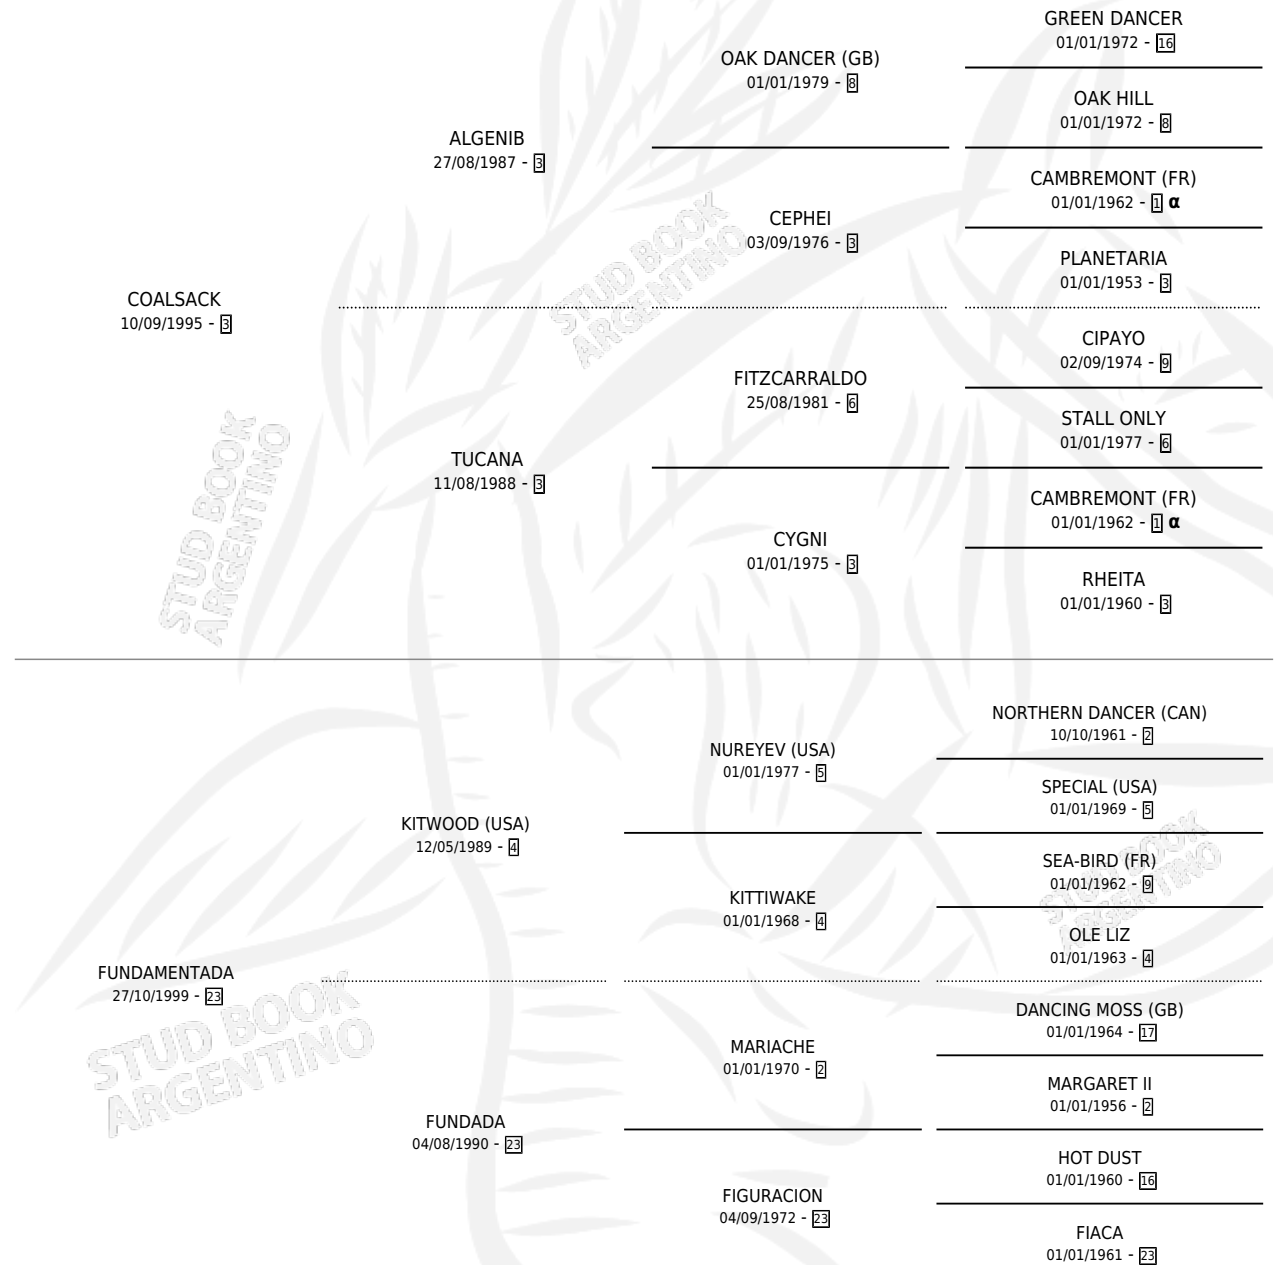 GREEN DANCER
01/01/1972 - 16
OAK DANCER (GB)
01/01/1979 - 8
OAK HILL
01/01/1972 - 8
ALGENIB
27/08/1987 - 3
CAMBREMONT (FR)
01/01/1962 - 1 α
CEPHEI
03/09/1976 - 3
PLANETARIA
01/01/1953 - 3
COALSACK
10/09/1995 - 3
CIPAYO
02/09/1974 - 9
FITZCARRALDO
25/08/1981 - 6
STALL ONLY
01/01/1977 - 6
TUCANA
11/08/1988 - 3
CAMBREMONT (FR)
01/01/1962 - 1 α
CYGNI
01/01/1975 - 3
RHEITA
01/01/1960 - 3
STUD BOOK
ARGENTINO
STUD BOOK
ARGENTINO
NORTHERN DANCER (CAN)
10/10/1961 - 2
NUREYEV (USA)
01/01/1977 - 5
SPECIAL (USA)
01/01/1969 - 5
KITWOOD (USA)
12/05/1989 - 4
SEA-BIRD (FR)
01/01/1962 - 9
KITTIWAKE
01/01/1968 - 4
OLE LIZ
01/01/1963 - 4
FUNDAMENTADA
27/10/1999 - 23
DANCING MOSS (GB)
01/01/1964 - 17
MARIACHE
01/01/1970 - 2
MARGARET II
01/01/1956 - 2
FUNDADA
04/08/1990 - 23
HOT DUST
01/01/1960 - 16
FIGURACION
04/09/1972 - 23
FIACA
01/01/1961 - 23
STUD BOOK
ARGENTINO
STUD BOOK
ARGENTINO